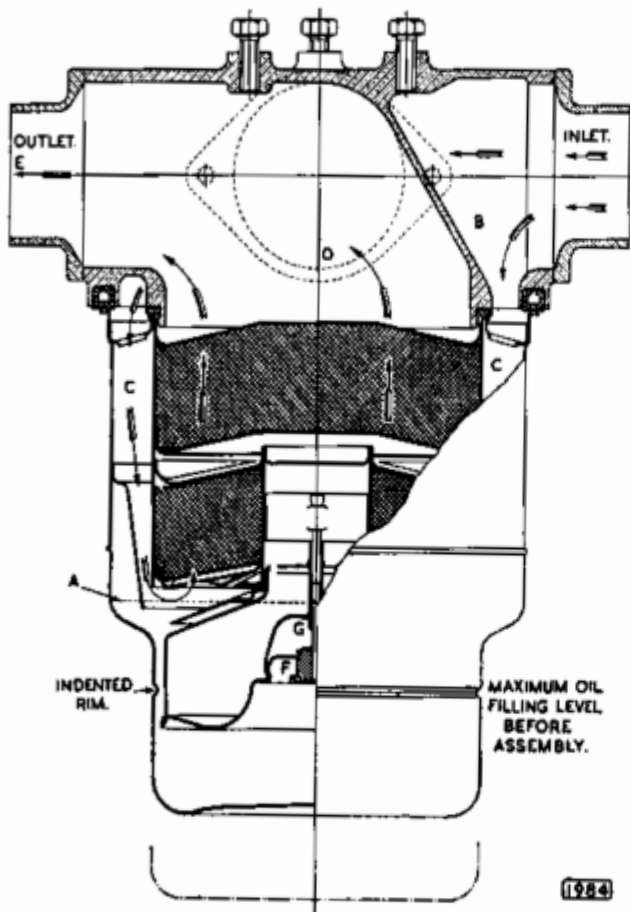 OUTLET.
E
INLET.
B
D
C
C
A
G
F
INDENTED
RIM.
MAXIMUM OIL
FILLING LEVEL
BEFORE
ASSEMBLY.
1984